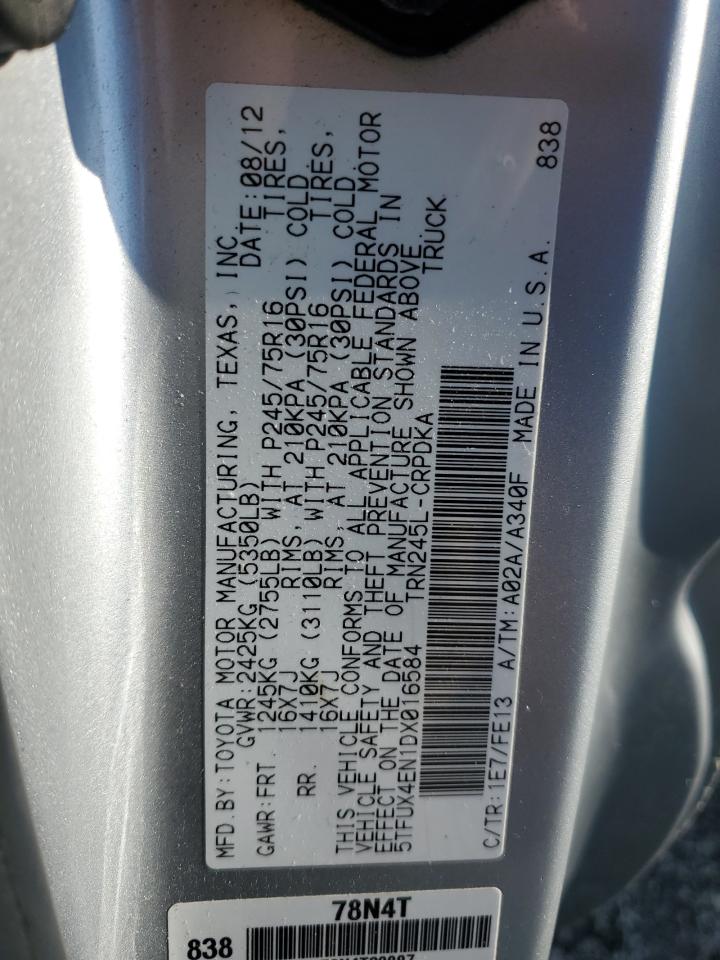 MFD.BY:TOYOTA MOTOR MANUFACTURING, TEXAS, INC.
GVWR:2425KG (5350LB) DATE:08/12
GAWR:FRT. 1245KG (2755LB) WITH P245/75R16 TIRES,
16X7J RIMS, AT 210KPA (30PSI) COLD
RR. 1410KG (3110LB) WITH P245/75R16 TIRES,
16X7J RIMS, AT 210KPA (30PSI) COLD
THIS VEHICLE CONFORMS TO ALL APPLICABLE FEDERAL MOTOR
VEHICLE SAFETY AND THEFT PREVENTION STANDARDS IN
EFFECT ON THE DATE OF MANUFACTURE SHOWN ABOVE.
5TFUX4EN1DX016584 TRN245L-CRPDKA TRUCK
C/TR:1E7/FE13 A/TM:A02A/A340F MADE IN U.S.A. 838
78N4T
838